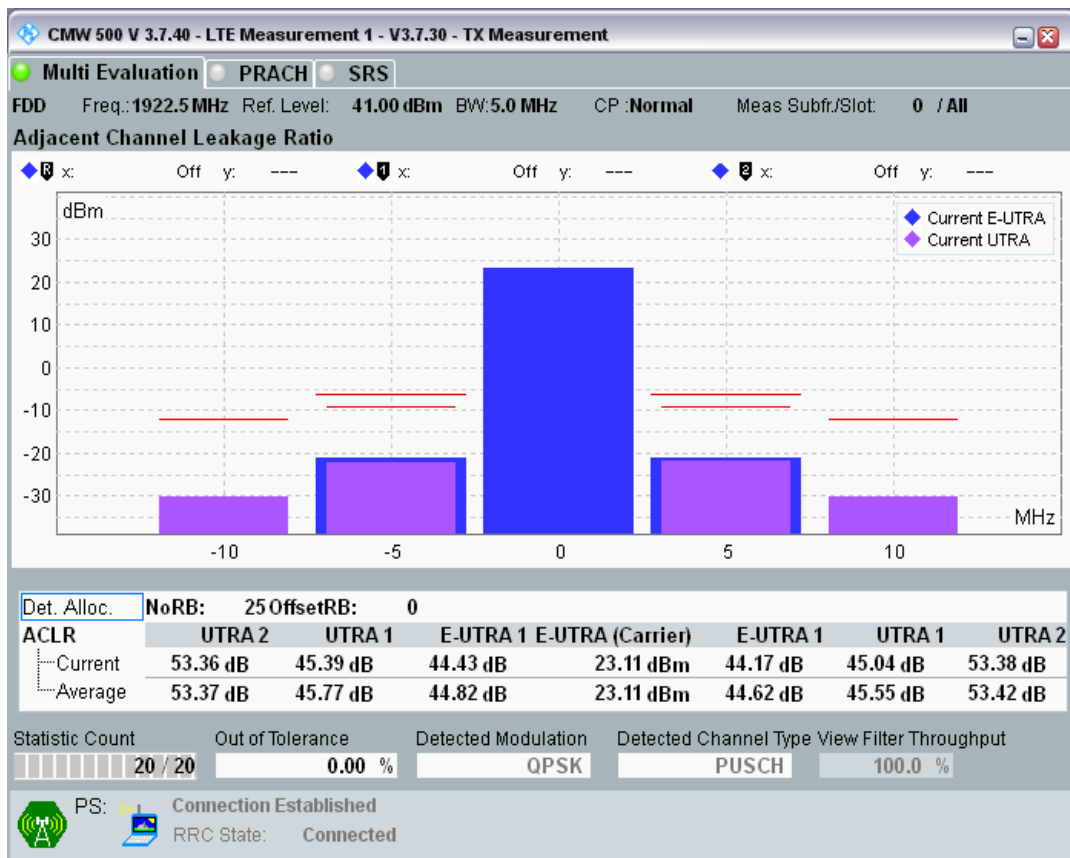 CMW 500 V 3.7.40 - LTE Measurement 1 - V3.7.30 - TX Measurement
Multi Evaluation PRACH SRS
FDD Freq.: 1922.5 MHz Ref. Level: 41.00 dBm BW: 5.0 MHz CP : Normal Meas Subfr./Slot: 0 / All
Adjacent Channel Leakage Ratio
R x: Off y: --- 1 x: Off y: --- 2 x: Off y: ---
dBm
Current E-UTRA
Current UTRA
30
20
10
0
-10
-20
-30
MHz
-10 -5 0 5 10
Det. Alloc. NoRB: 25 OffsetRB: 0
ACLR UTRA 2 UTRA 1 E-UTRA 1 E-UTRA (Carrier) E-UTRA 1 UTRA 1 UTRA 2
Current 53.36 dB 45.39 dB 44.43 dB 23.11 dBm 44.17 dB 45.04 dB 53.38 dB
Average 53.37 dB 45.77 dB 44.82 dB 23.11 dBm 44.62 dB 45.55 dB 53.42 dB
Statistic Count Out of Tolerance Detected Modulation Detected Channel Type View Filter Throughput
20 / 20 0.00 % QPSK PUSCH 100.0 %
PS: Connection Established
RRC State: Connected